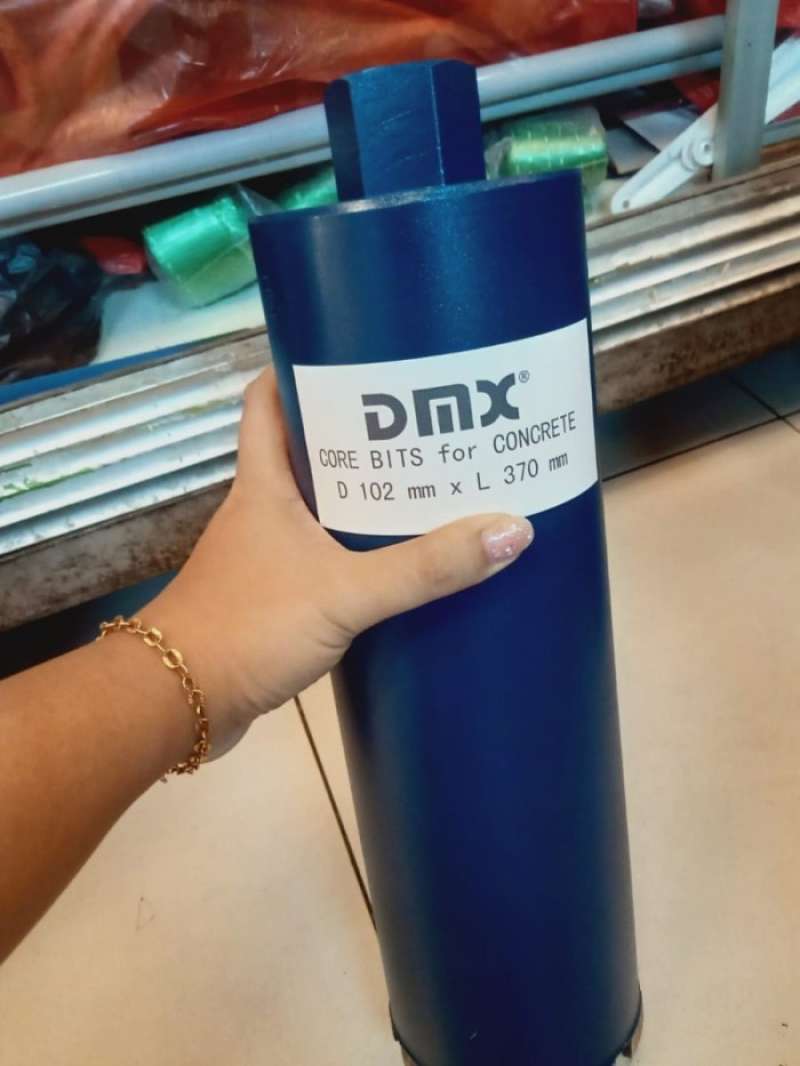 DMX®
CORE BITS for CONCRETE
D 102 mm x L 370 mm